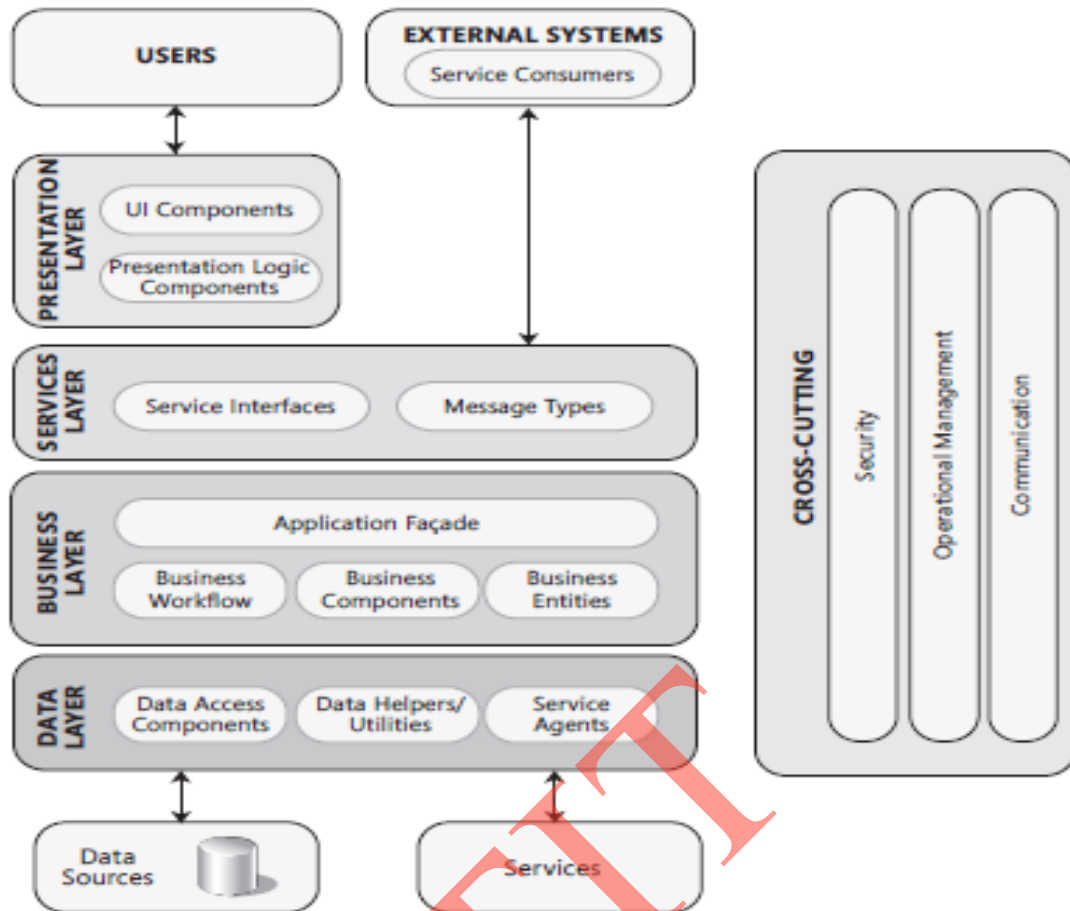 USERS
EXTERNAL SYSTEMS
Service Consumers
PRESENTATION
LAYER
UI Components
Presentation Logic
Components
SERVICES
LAYER
Service Interfaces
Message Types
BUSINESS
LAYER
Application Façade
Business
Workflow
Business
Components
Business
Entities
DATA
LAYER
Data Access
Components
Data Helpers/
Utilities
Service
Agents
Data
Sources
Services
CROSS-CUTTING
Security
Operational Management
Communication